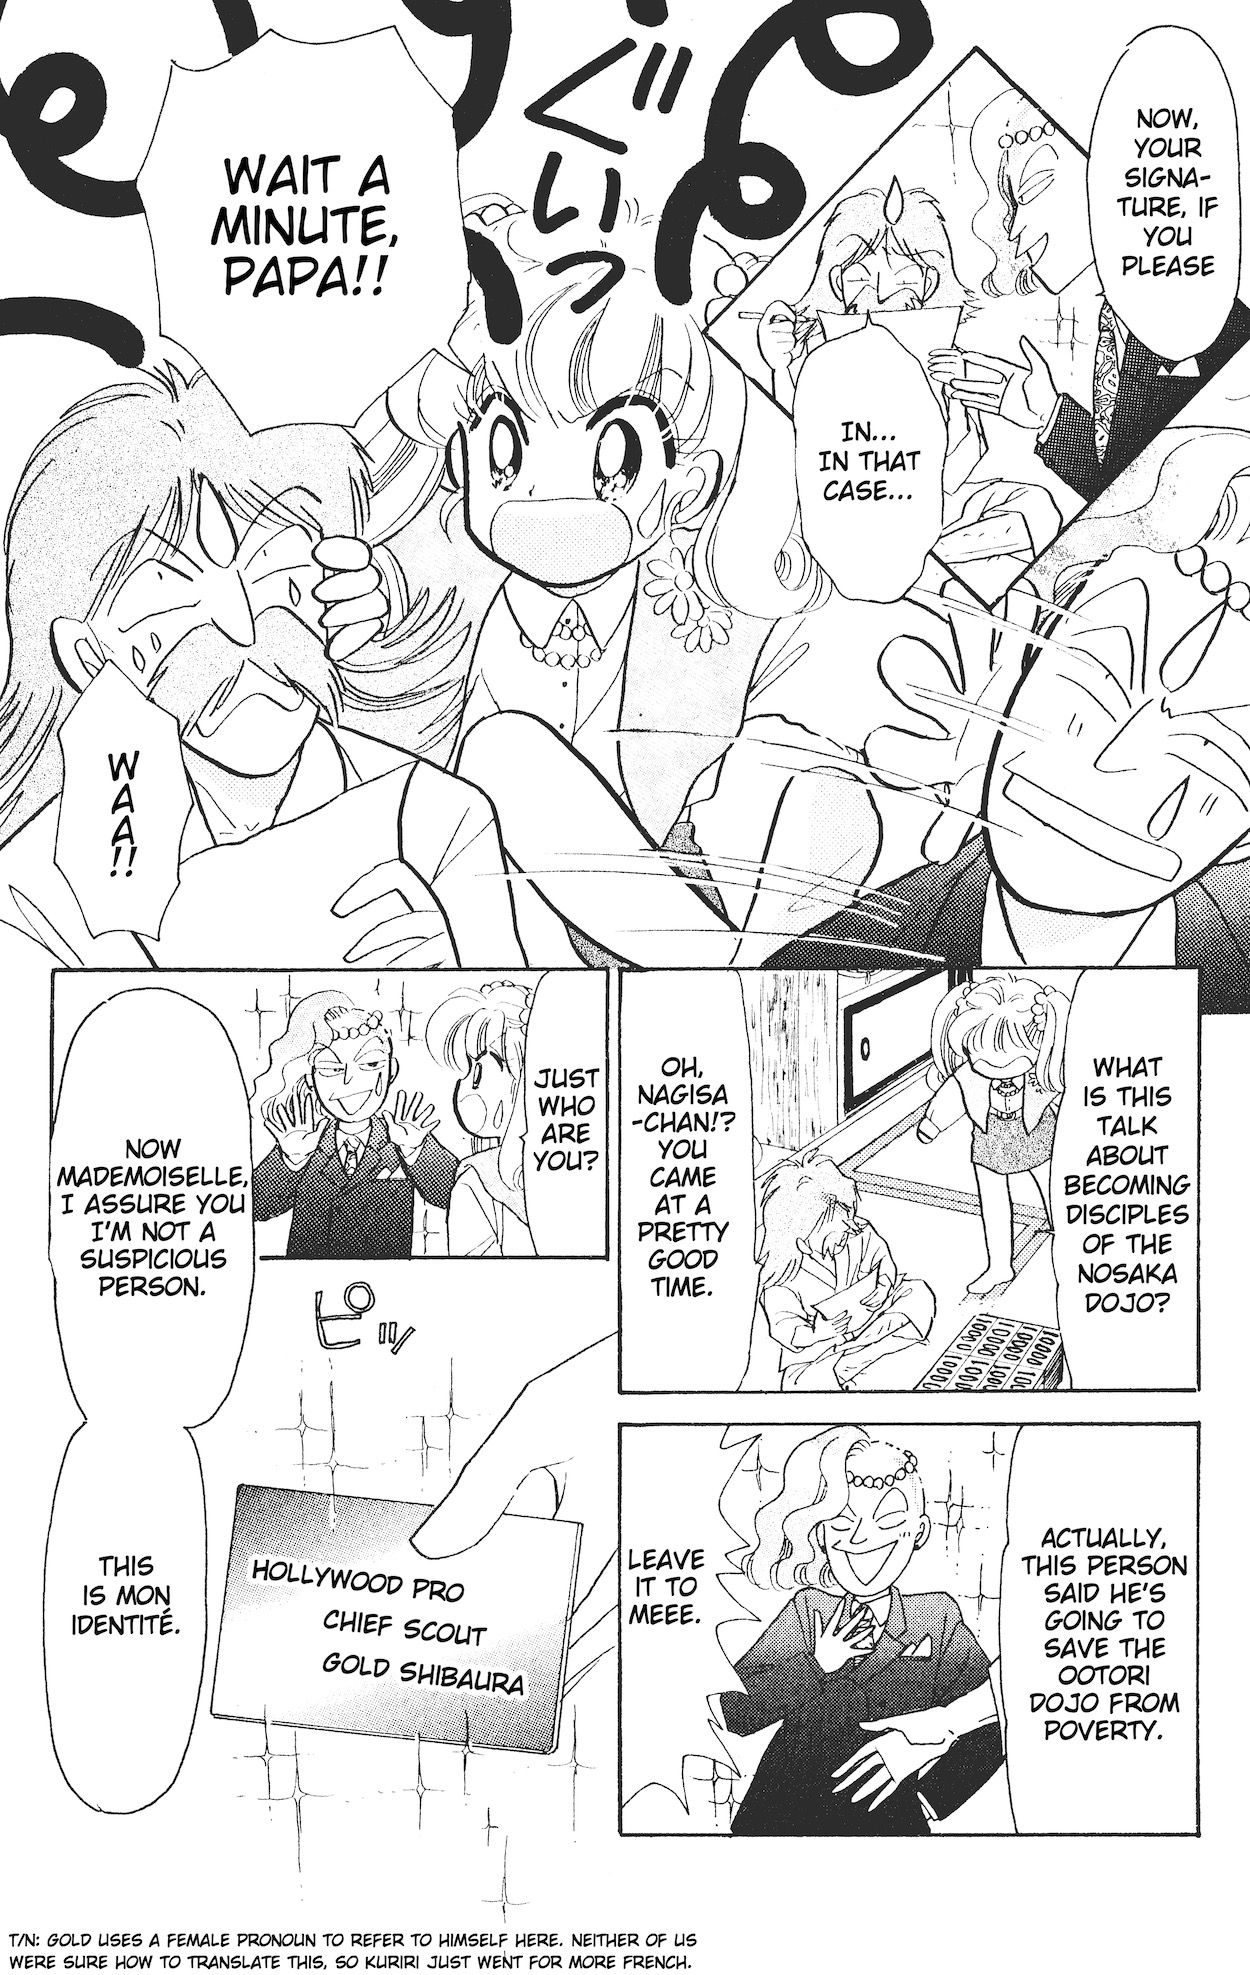 NOW,
YOUR
SIGNA-
TURE, IF
YOU
PLEASE
IN...
IN THAT
CASE...
ぐいっ
WAIT A
MINUTE,
PAPA!!
WAA!!
WHAT
IS THIS
TALK
ABOUT
BECOMING
DISCIPLES
OF THE
NOSAKA
DOJO?
OH,
NAGISA
-CHAN!?
YOU
CAME
AT A
PRETTY
GOOD
TIME.
10000 10000 10000
ACTUALLY,
THIS PERSON
SAID HE'S
GOING TO
SAVE THE
OOTORI
DOJO FROM
POVERTY.
LEAVE
IT TO
MEEE.
JUST
WHO
ARE
YOU?
NOW
MADEMOISELLE,
I ASSURE YOU
I'M NOT A
SUSPICIOUS
PERSON.
ピッ
THIS
IS MON
IDENTITÉ.
HOLLYWOOD PRO
CHIEF SCOUT
GOLD SHIBAURA
T/N: GOLD USES A FEMALE PRONOUN TO REFER TO HIMSELF HERE. NEITHER OF US
WERE SURE HOW TO TRANSLATE THIS, SO KURIRI JUST WENT FOR MORE FRENCH.